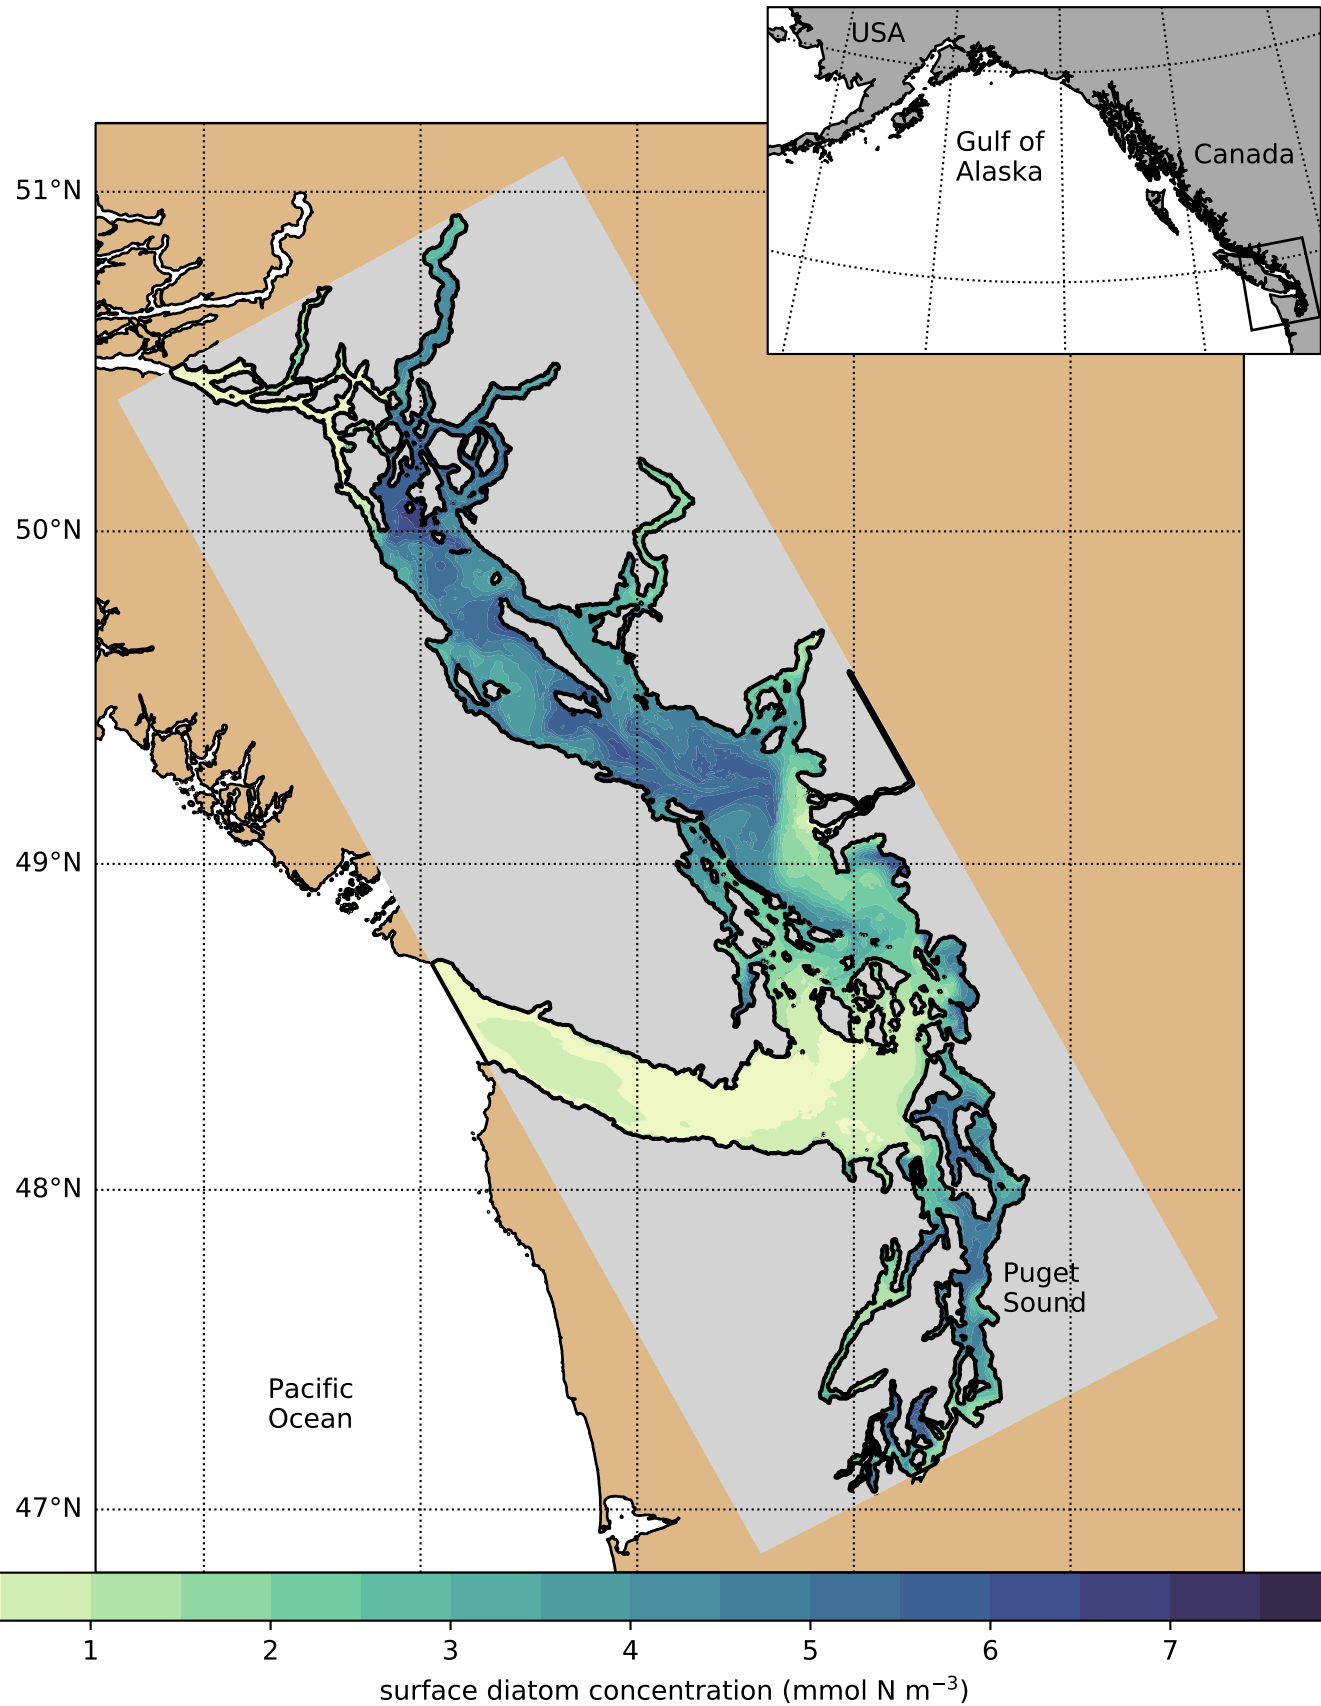 USA
Gulf of
Alaska
Canada
51°N
50°N
49°N
48°N
47°N
Puget
Sound
Pacific
Ocean
1 2 3 4 5 6 7
surface diatom concentration (mmol N m⁻³)